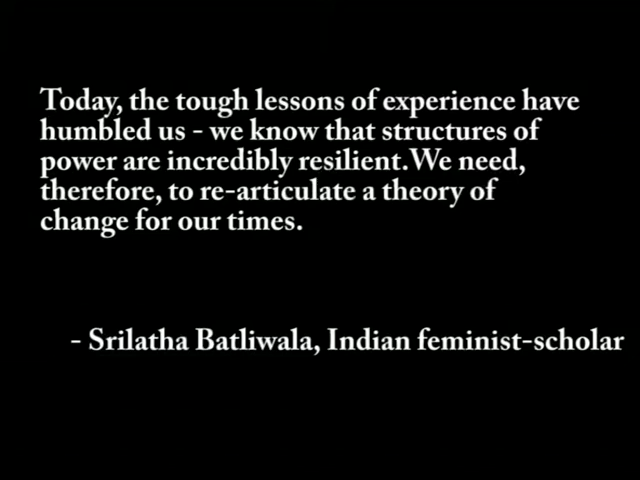 Today, the tough lessons of experience have
humbled us - we know that structures of
power are incredibly resilient. We need,
therefore, to re-articulate a theory of
change for our times.
- Srilatha Batliwala, Indian feminist-scholar